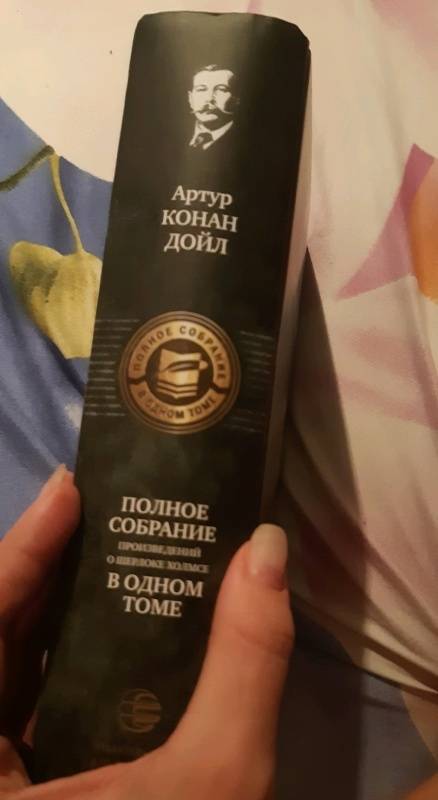 Артур
КОНАН
ДОЙЛ
ПОЛНОЕ СОБРАНИЕ
В ОДНОМ ТОМЕ
ПОЛНОЕ
СОБРАНИЕ
ПРОИЗВЕДЕНИЙ
О ШЕРЛОКЕ ХОЛМСЕ
В ОДНОМ
ТОМЕ